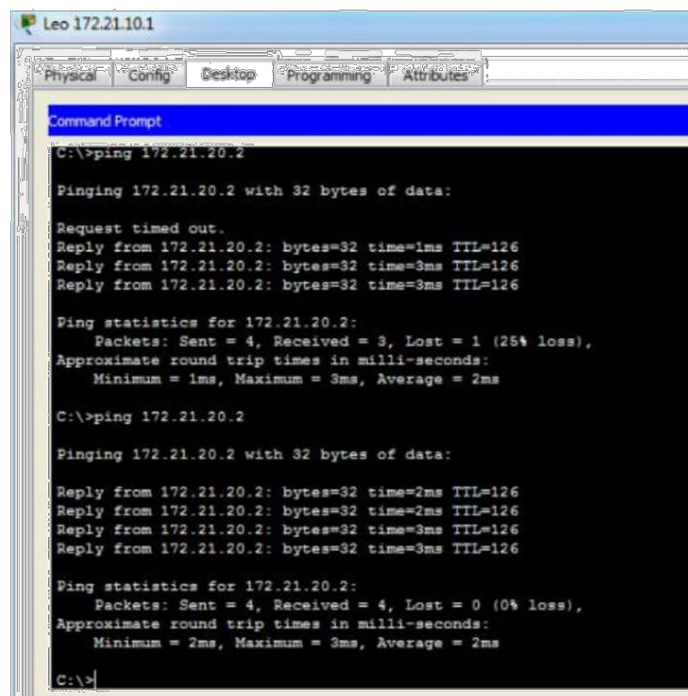 Leo 172.21.10.1
Physical Config Desktop Programming Attributes
Command Prompt
C:\>ping 172.21.20.2
Pinging 172.21.20.2 with 32 bytes of data:
Request timed out.
Reply from 172.21.20.2: bytes=32 time=1ms TTL=126
Reply from 172.21.20.2: bytes=32 time=3ms TTL=126
Reply from 172.21.20.2: bytes=32 time=3ms TTL=126
Ping statistics for 172.21.20.2:
Packets: Sent = 4, Received = 3, Lost = 1 (25% loss),
Approximate round trip times in milli-seconds:
Minimum = 1ms, Maximum = 3ms, Average = 2ms
C:\>ping 172.21.20.2
Pinging 172.21.20.2 with 32 bytes of data:
Reply from 172.21.20.2: bytes=32 time=2ms TTL=126
Reply from 172.21.20.2: bytes=32 time=2ms TTL=126
Reply from 172.21.20.2: bytes=32 time=3ms TTL=126
Reply from 172.21.20.2: bytes=32 time=3ms TTL=126
Ping statistics for 172.21.20.2:
Packets: Sent = 4, Received = 4, Lost = 0 (0% loss),
Approximate round trip times in milli-seconds:
Minimum = 2ms, Maximum = 3ms, Average = 2ms
C:\>